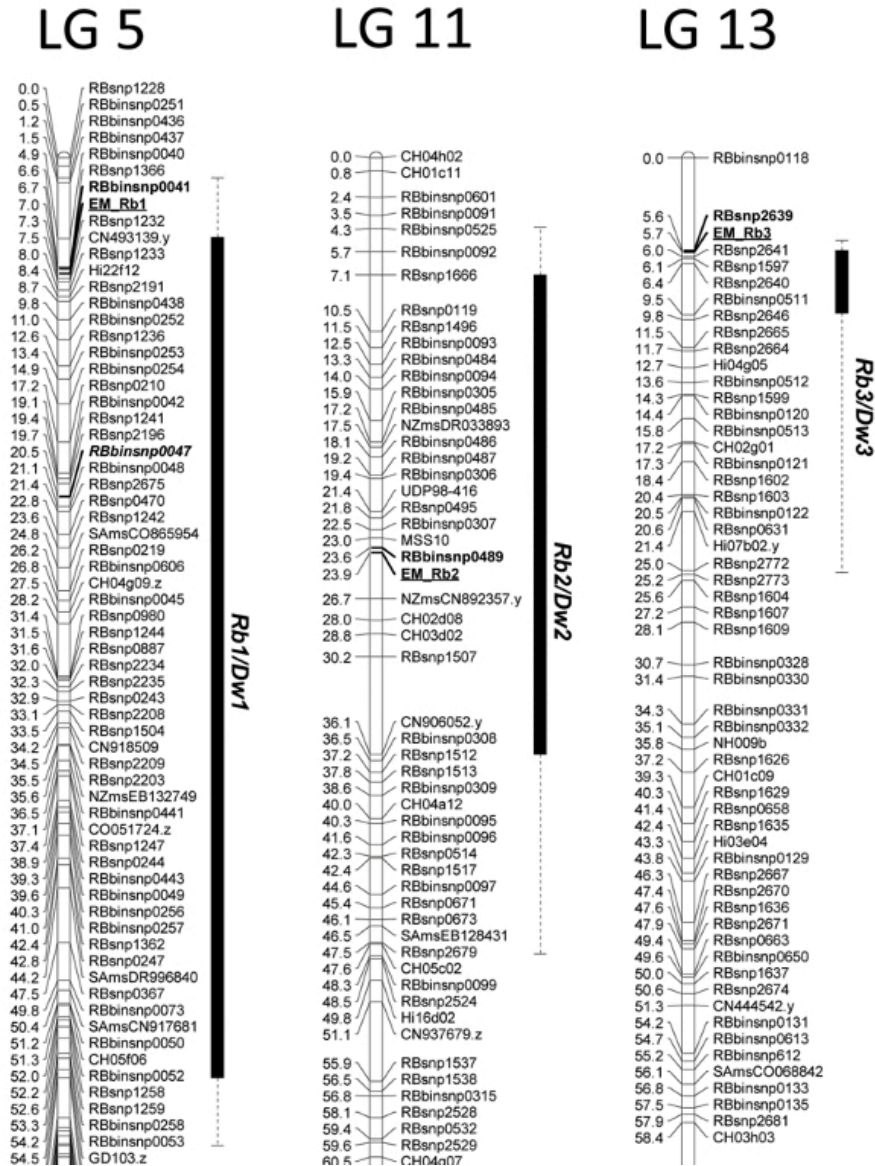 LG 5
0.0 RBsnp1228
0.5 RBbinsnp0251
1.2 RBbinsnp0436
1.5 RBbinsnp0437
4.9 RBbinsnp0040
6.6 RBsnp1366
6.7 RBbinsnp0041
7.0 EM_Rb1
7.3 RBsnp1232
7.5 CN493139.y
8.0 RBsnp1233
8.4 Hi22f12
8.7 RBsnp2191
9.8 RBbinsnp0438
11.0 RBbinsnp0252
12.6 RBsnp1236
13.4 RBbinsnp0253
14.9 RBbinsnp0254
17.2 RBsnp0210
19.1 RBbinsnp0042
19.4 RBsnp1241
19.7 RBsnp2196
20.5 RBbinsnp0047
21.1 RBbinsnp0048
21.4 RBsnp2675
22.8 RBsnp0470
23.6 RBsnp1242
24.8 SAmsCO865954
26.2 RBsnp0219
26.8 RBbinsnp0606
27.5 CH04g09.z
28.2 RBbinsnp0045
31.4 RBsnp0980
31.5 RBsnp1244
31.6 RBsnp0887
32.0 RBsnp2234
32.3 RBsnp2235
32.9 RBsnp0243
33.1 RBsnp2208
33.5 RBsnp1504
34.2 CN918509
34.5 RBsnp2209
35.5 RBsnp2203
35.6 NZmsEB132749
36.5 RBbinsnp0441
37.1 CO051724.z
37.4 RBsnp1247
38.9 RBsnp0244
39.3 RBbinsnp0443
39.6 RBbinsnp0049
40.3 RBbinsnp0256
41.0 RBbinsnp0257
42.4 RBsnp1362
42.8 RBsnp0247
44.2 SAmsDR996840
47.5 RBsnp0367
49.8 RBbinsnp0073
50.4 SAmsCN917681
51.2 RBbinsnp0050
51.3 CH05f06
52.0 RBbinsnp0052
52.2 RBsnp1258
52.6 RBsnp1259
53.3 RBbinsnp0258
54.2 RBbinsnp0053
54.5 GD103.z
Rb1/Dw1
LG 11
0.0 CH04h02
0.8 CH01c11
2.4 RBbinsnp0601
3.5 RBbinsnp0091
4.3 RBbinsnp0525
5.7 RBbinsnp0092
7.1 RBsnp1666
10.5 RBsnp0119
11.5 RBsnp1496
12.5 RBbinsnp0093
13.3 RBbinsnp0484
14.0 RBbinsnp0094
15.9 RBbinsnp0305
17.2 RBbinsnp0485
17.5 NZmsDR033893
18.1 RBbinsnp0486
19.2 RBbinsnp0487
19.4 RBbinsnp0306
21.4 UDP98-416
21.8 RBsnp0495
22.5 RBbinsnp0307
23.0 MSS10
23.6 RBbinsnp0489
23.9 EM_Rb2
26.7 NZmsCN892357.y
28.0 CH02d08
28.8 CH03d02
30.2 RBsnp1507
36.1 CN906052.y
36.5 RBbinsnp0308
37.2 RBsnp1512
37.8 RBsnp1513
38.6 RBbinsnp0309
40.0 CH04a12
40.3 RBbinsnp0095
41.6 RBbinsnp0096
42.3 RBsnp0514
42.4 RBsnp1517
44.6 RBbinsnp0097
45.4 RBsnp0671
46.1 RBsnp0673
46.5 SAmsEB128431
47.5 RBsnp2679
47.6 CH05c02
48.3 RBbinsnp0099
48.5 RBsnp2524
49.8 Hi16d02
51.1 CN937679.z
55.9 RBsnp1537
56.5 RBsnp1538
56.8 RBbinsnp0315
58.1 RBsnp2528
59.4 RBsnp0532
59.6 RBsnp2529
60.5 CH04g07
Rb2/Dw2
LG 13
0.0 RBbinsnp0118
5.6 RBsnp2639
5.7 EM_Rb3
6.0 RBsnp2641
6.1 RBsnp1597
6.4 RBsnp2640
9.5 RBbinsnp0511
9.8 RBsnp2646
11.5 RBsnp2665
11.7 RBsnp2664
12.7 Hi04g05
13.6 RBbinsnp0512
14.3 RBsnp1599
14.4 RBbinsnp0120
15.8 RBbinsnp0513
17.2 CH02g01
17.3 RBbinsnp0121
18.4 RBsnp1602
20.4 RBsnp1603
20.5 RBbinsnp0122
20.6 RBsnp0631
21.4 Hi07b02.y
25.0 RBsnp2772
25.2 RBsnp2773
25.6 RBsnp1604
27.2 RBsnp1607
28.1 RBsnp1609
30.7 RBbinsnp0328
31.4 RBbinsnp0330
34.3 RBbinsnp0331
35.1 RBbinsnp0332
35.8 NH009b
37.2 RBsnp1626
39.3 CH01c09
40.3 RBsnp1629
41.4 RBsnp0658
42.4 RBsnp1635
43.3 Hi03e04
43.8 RBbinsnp0129
46.3 RBsnp2667
47.4 RBsnp2670
47.6 RBsnp1636
47.9 RBsnp2671
49.4 RBsnp0663
49.6 RBbinsnp0650
50.0 RBsnp1637
50.6 RBsnp2674
51.3 CN444542.y
54.2 RBbinsnp0131
54.7 RBbinsnp0613
55.2 RBbinsnp612
56.1 SAmsCO068842
56.8 RBbinsnp0133
57.5 RBbinsnp0135
57.9 RBsnp2681
58.4 CH03h03
Rb3/Dw3